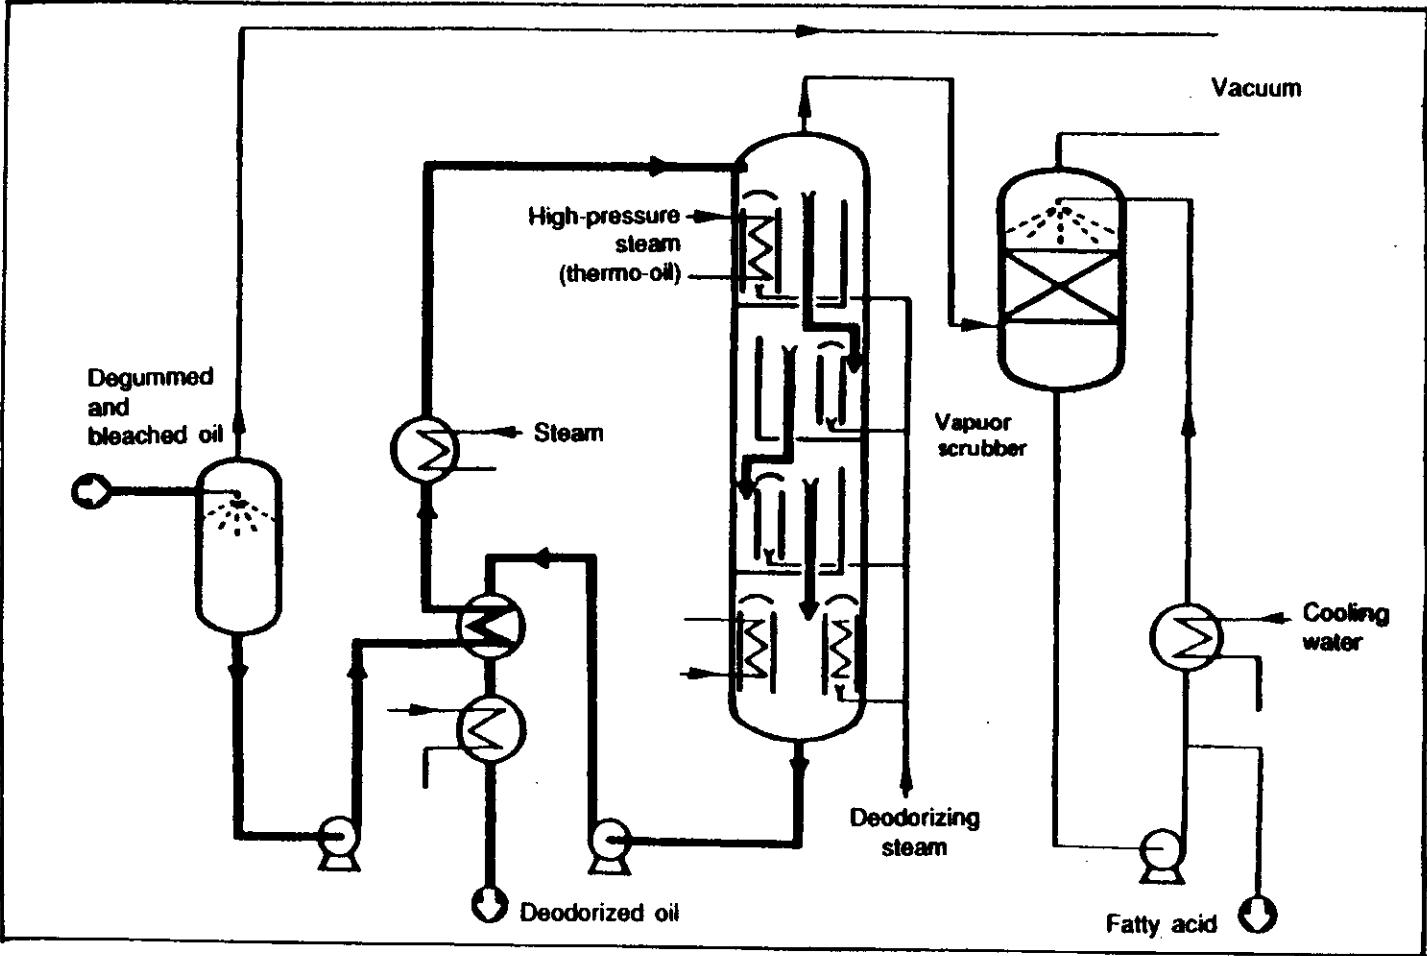 Vacuum
High-pressure
steam
(thermo-oil)
Degummed
and
bleached oil
Steam
Vapuor
scrubber
Cooling
water
Deodorizing
steam
Deodorized oil
Fatty acid